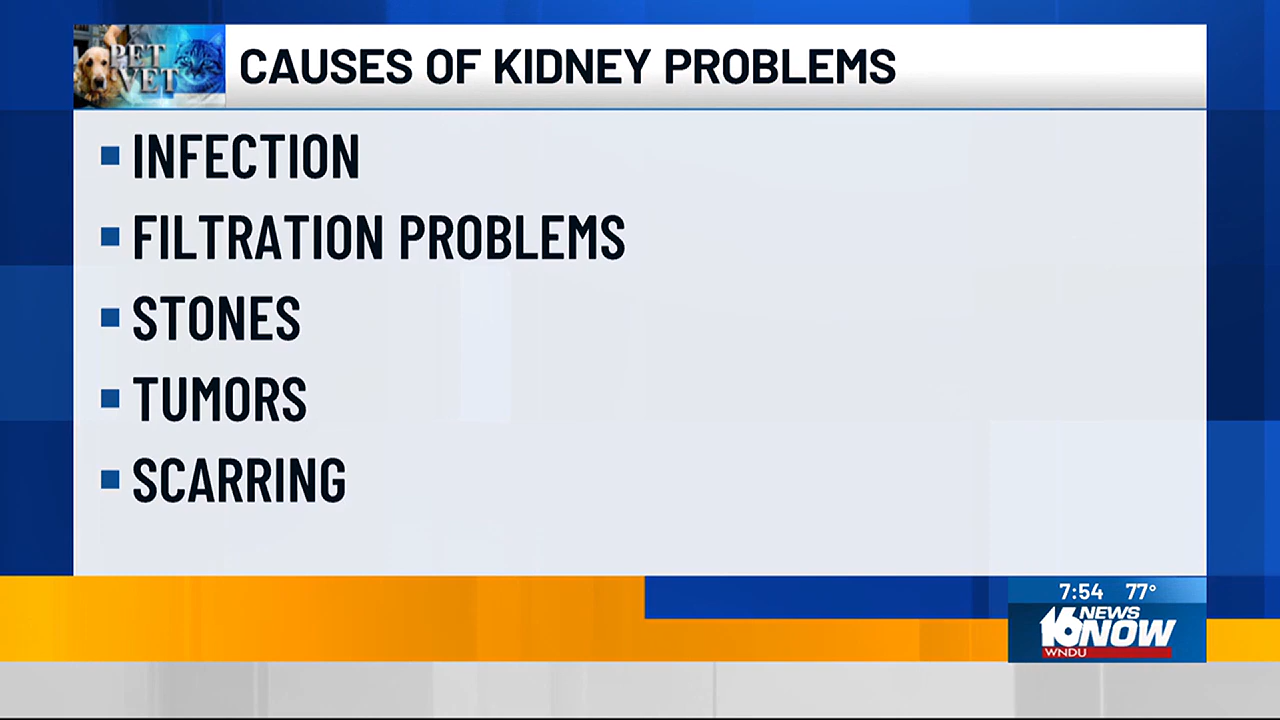 PET
VET
CAUSES OF KIDNEY PROBLEMS
INFECTION
FILTRATION PROBLEMS
STONES
TUMORS
SCARRING
7:54 77°
16 NEWS
NOW
WNDU